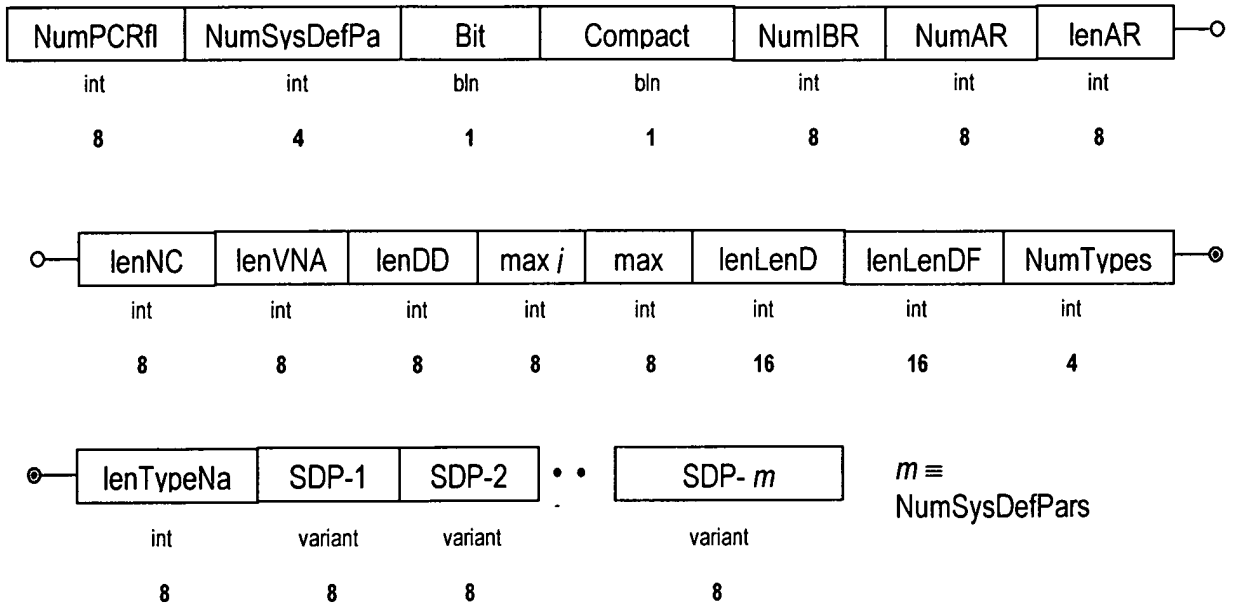 NumPCRfl NumSysDefPa Bit Compact NumIBR NumAR lenAR
int int bln bln int int int
8 4 1 1 8 8 8
lenNC lenVNA lenDD max i max lenLenD lenLenDF NumTypes
int int int int int int int int
8 8 8 8 8 16 16 4
lenTypeNa SDP-1 SDP-2 • • SDP- m m ≡
NumSysDefPars
int variant variant variant
8 8 8 8